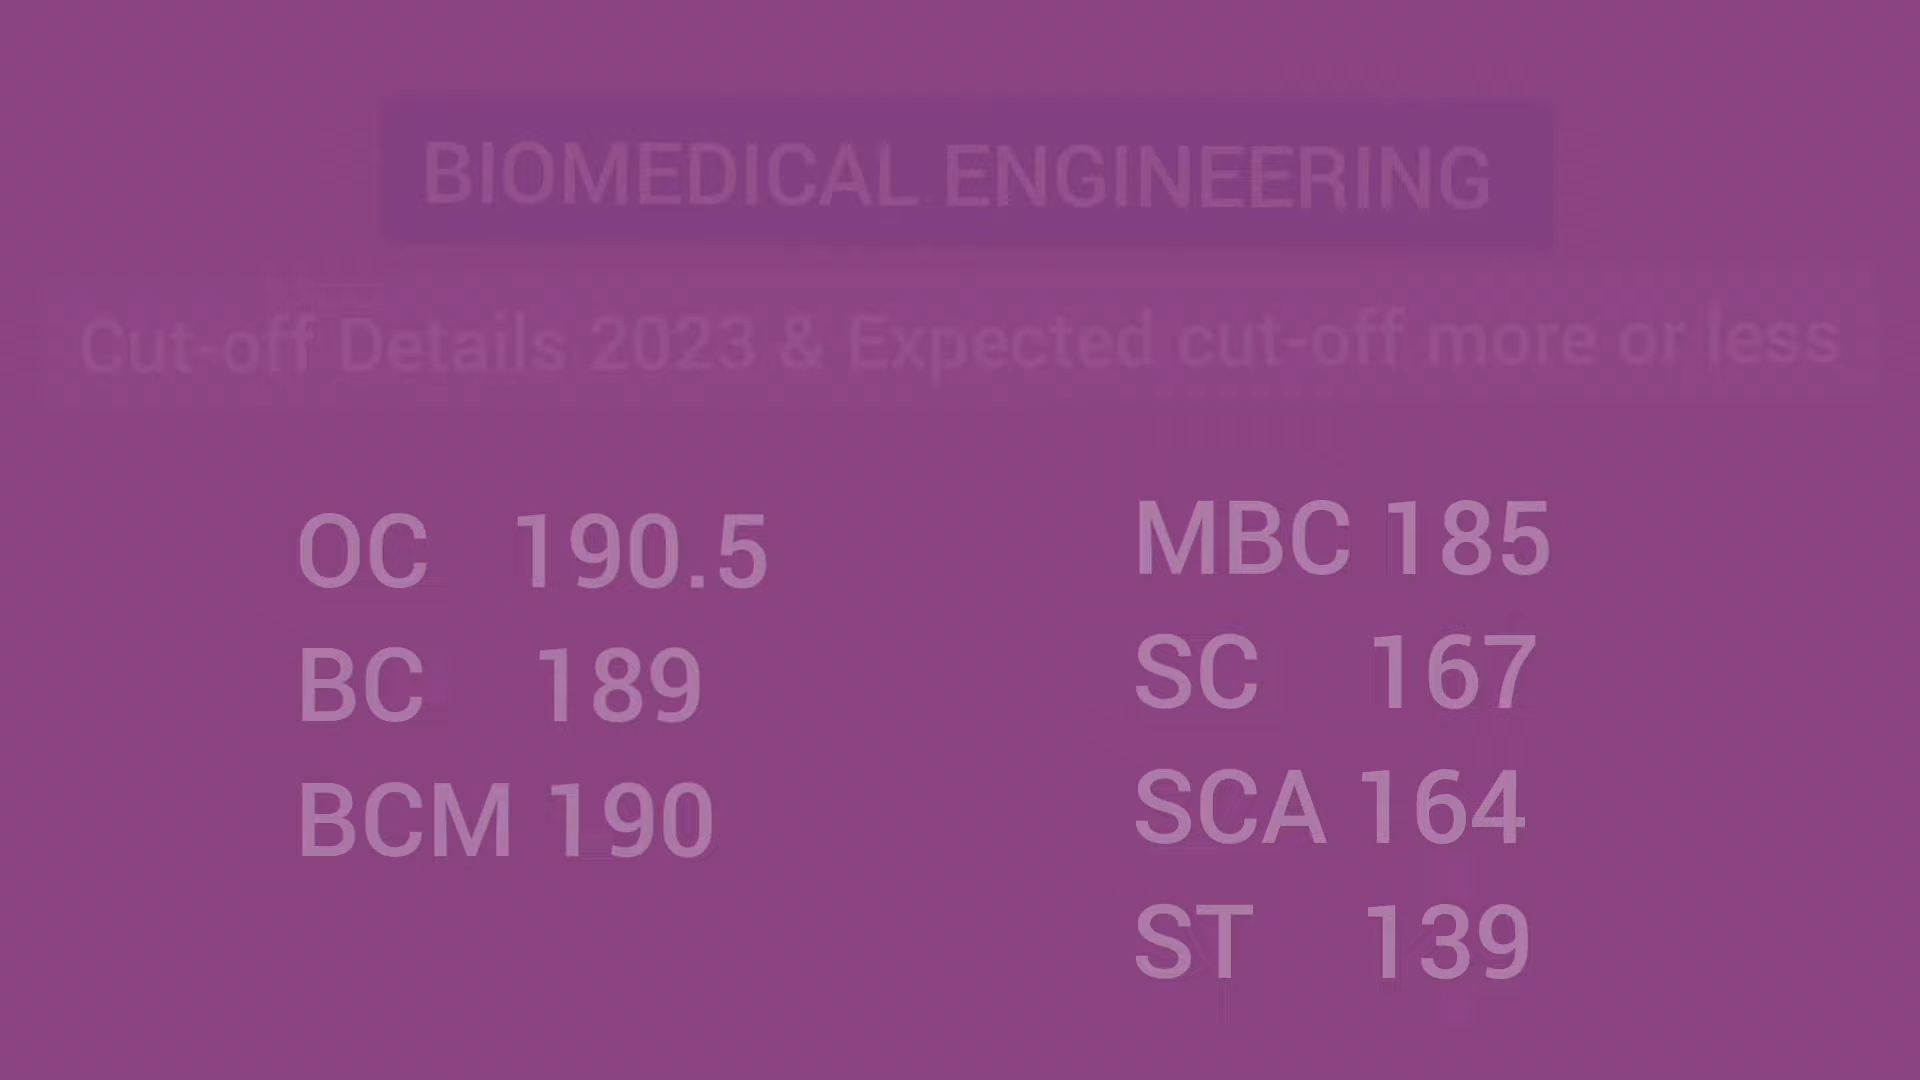 BIOMEDICAL ENGINEERING
Cut-off Details 2023 & Expected cut-off more or less
OC 190.5
BC 189
BCM 190
MBC 185
SC 167
SCA 164
ST 139